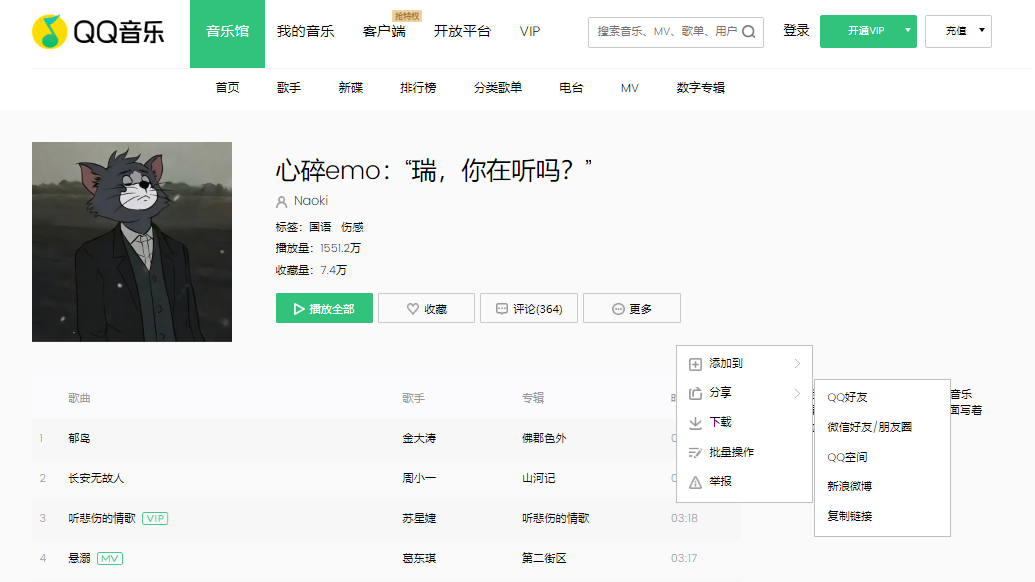 QQ音乐
音乐馆
我的音乐
客户端
抢特权
开放平台
VIP
搜索音乐、MV、歌单、用户
登录
开通VIP
充值
首页
歌手
新碟
排行榜
分类歌单
电台
MV
数字专辑
心碎emo：“瑞，你在听吗？”
Naoki
标签：国语 伤感
播放量：1551.2万
收藏量：7.4万
播放全部
收藏
评论(364)
更多
添加到
分享
下载
批量操作
举报
QQ好友
微信好友/朋友圈
QQ空间
新浪微博
复制链接
音乐
面写着
歌曲 歌手 专辑
1 郁鸟 金大涛 佛郡色外
2 长安无故人 周小一 山河记
3 听悲伤的情歌 VIP 苏星婕 听悲伤的情歌 03:18
4 悬溺 MV 葛东琪 第二街区 03:17